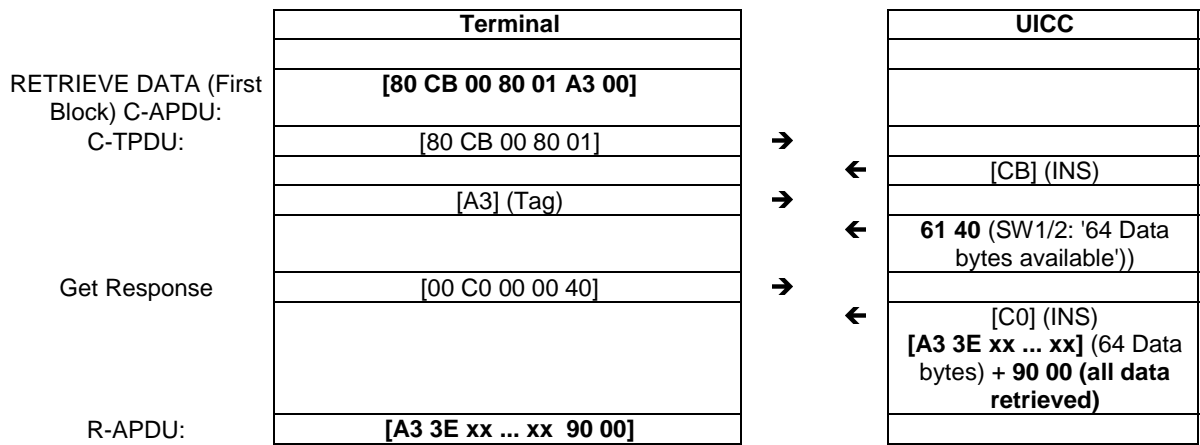 Terminal UICC
RETRIEVE DATA (First [80 CB 00 80 01 A3 00]
Block) C-APDU:
C-TPDU: [80 CB 00 80 01] →
← [CB] (INS)
[A3] (Tag) →
← 61 40 (SW1/2: '64 Data
bytes available'))
Get Response [00 C0 00 00 40] →
← [C0] (INS)
[A3 3E xx ... xx] (64 Data
bytes) + 90 00 (all data
retrieved)
R-APDU: [A3 3E xx ... xx 90 00]